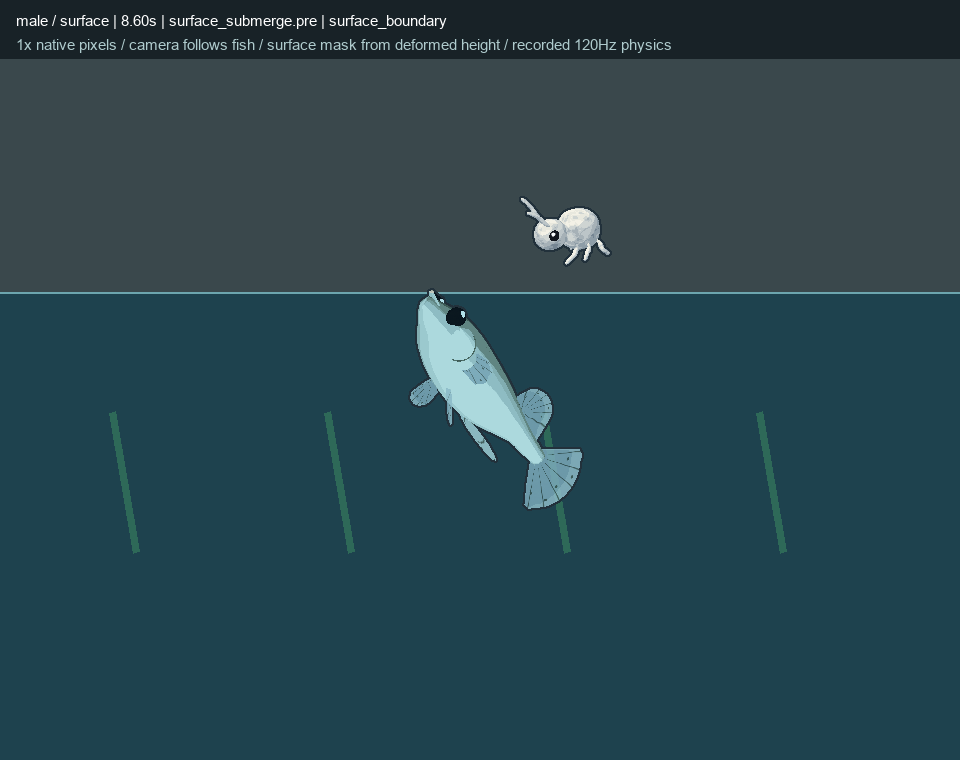 male / surface | 8.60s | surface_submerge.pre | surface_boundary
1x native pixels / camera follows fish / surface mask from deformed height / recorded 120Hz physics